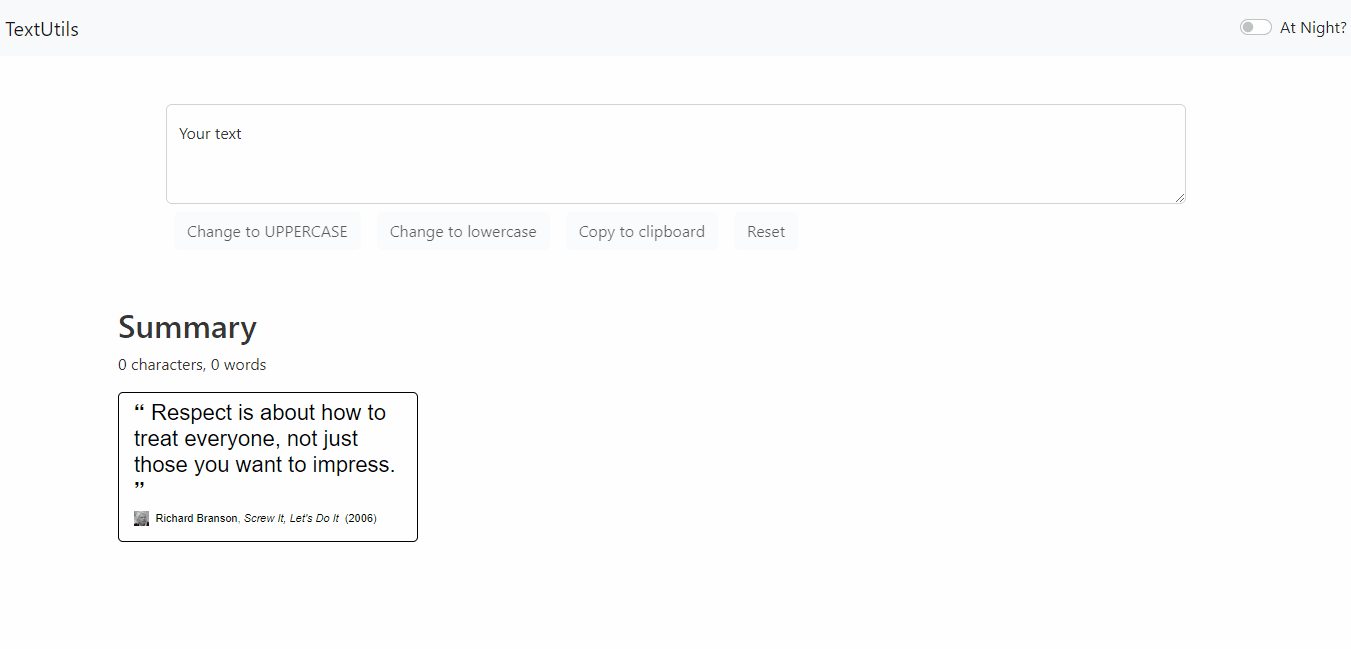 TextUtils
At Night?
Your text
Change to UPPERCASE
Change to lowercase
Copy to clipboard
Reset
Summary
0 characters, 0 words
“ Respect is about how to
treat everyone, not just
those you want to impress.
”
Richard Branson, Screw It, Let's Do It (2006)